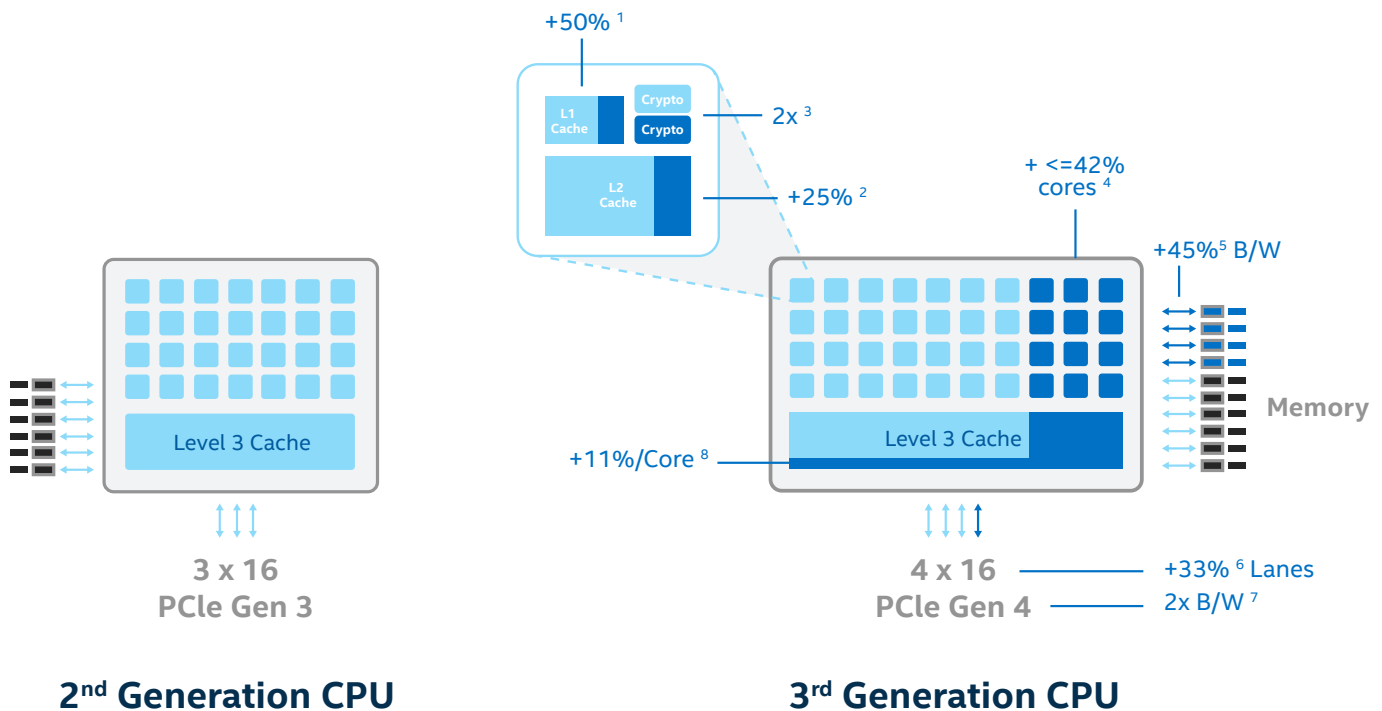 +50% 1
L1
Cache
Crypto
Crypto
2x 3
L2
Cache
+25% 2
+ <=42%
cores 4
+45%5 B/W
Level 3 Cache
Level 3 Cache
Memory
+11%/Core 8
3 x 16
PCle Gen 3
4 x 16
+33% 6 Lanes
PCle Gen 4
2x B/W 7
2nd Generation CPU
3rd Generation CPU